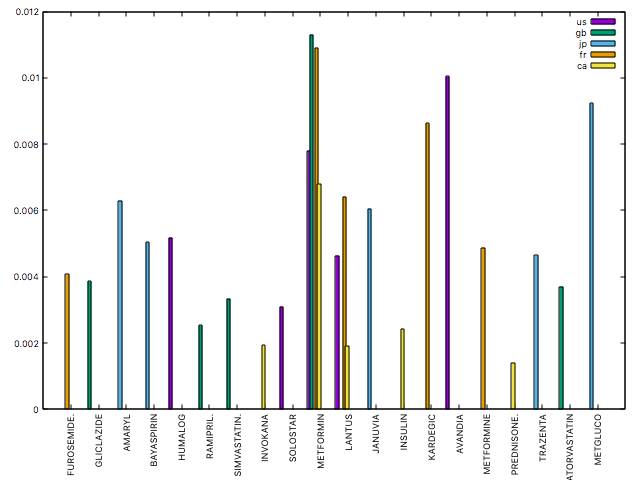 0.012
0.01
0.008
0.006
0.004
0.002
0
us
gb
jp
fr
ca
FUROSEMIDE.
GLICLAZIDE
AMARYL
BAYASPIRIN
HUMALOG
RAMIPRIL.
SIMVASTATIN.
INVOKANA
SOLOSTAR
METFORMIN
LANTUS
JANUVIA
INSULIN
KARDEGIC
AVANDIA
METFORMINE
PREDNISONE.
TRAZENTA
ATORVASTATIN
METGLUCO